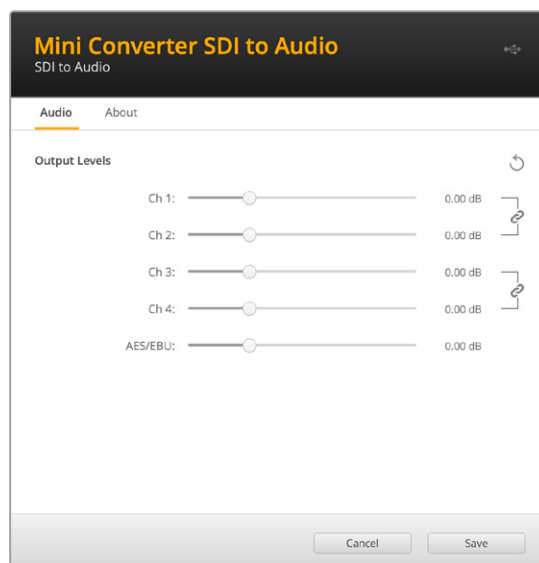 Mini Converter SDI to Audio
SDI to Audio
Audio About
Output Levels
Ch 1: 0.00 dB
Ch 2: 0.00 dB
Ch 3: 0.00 dB
Ch 4: 0.00 dB
AES/EBU: 0.00 dB
Cancel Save